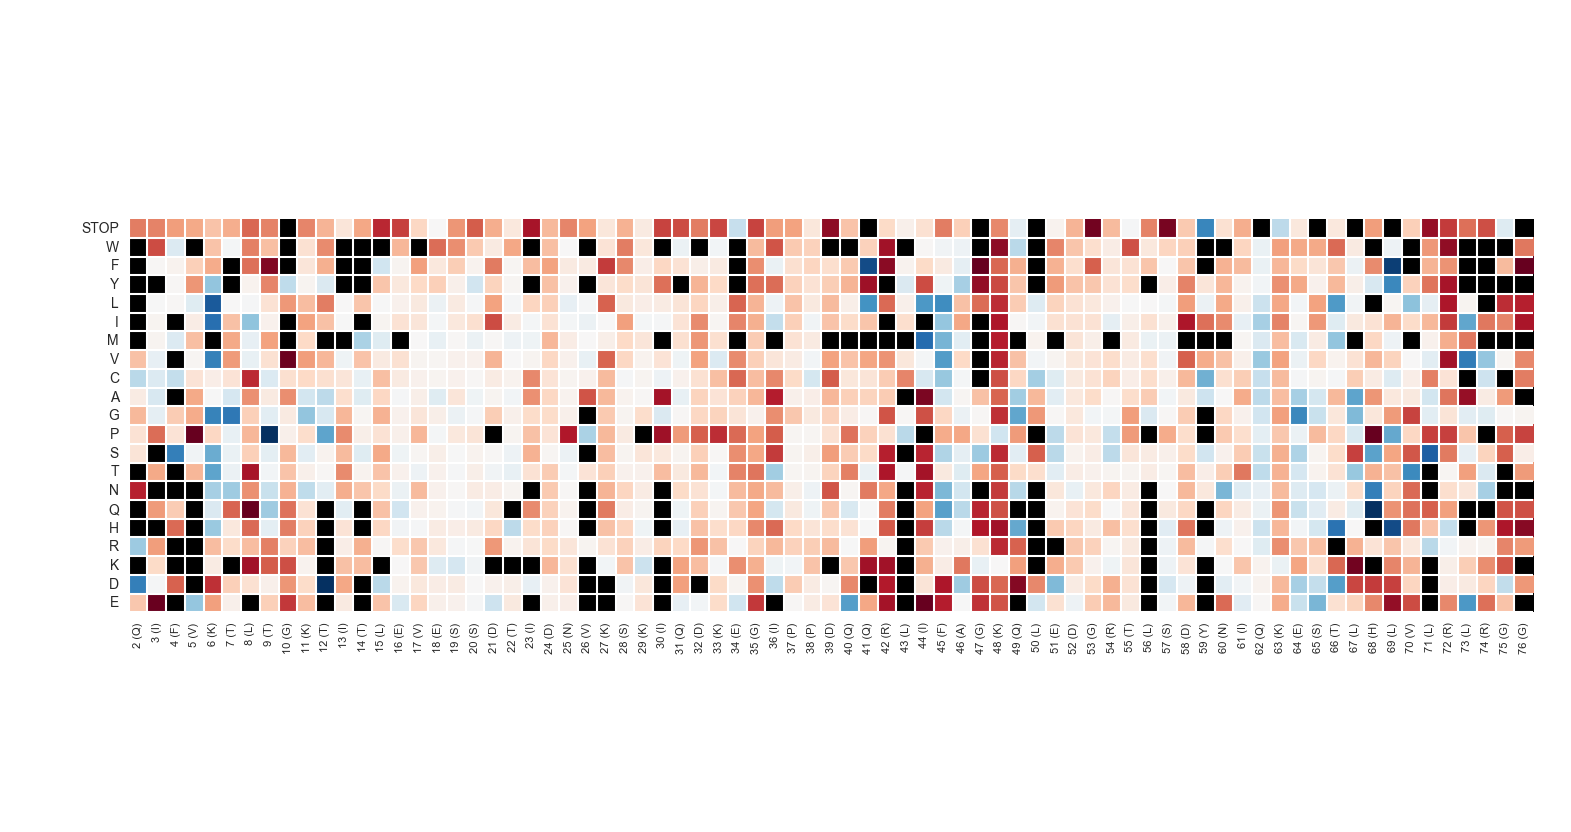 STOP
W
F
Y
L
I
M
V
C
A
G
P
S
T
N
Q
H
R
K
D
E
2 (Q)
3 (I)
4 (F)
5 (V)
6 (K)
7 (T)
8 (L)
9 (T)
10 (G)
11 (K)
12 (T)
13 (I)
14 (T)
15 (L)
16 (E)
17 (V)
18 (E)
19 (S)
20 (S)
21 (D)
22 (T)
23 (I)
24 (D)
25 (N)
26 (V)
27 (K)
28 (S)
29 (K)
30 (I)
31 (Q)
32 (D)
33 (K)
34 (E)
35 (G)
36 (I)
37 (P)
38 (P)
39 (D)
40 (Q)
41 (Q)
42 (R)
43 (L)
44 (I)
45 (F)
46 (A)
47 (G)
48 (K)
49 (Q)
50 (L)
51 (E)
52 (D)
53 (G)
54 (R)
55 (T)
56 (L)
57 (S)
58 (D)
59 (Y)
60 (N)
61 (I)
62 (Q)
63 (K)
64 (E)
65 (S)
66 (T)
67 (L)
68 (H)
69 (L)
70 (V)
71 (L)
72 (R)
73 (L)
74 (R)
75 (G)
76 (G)